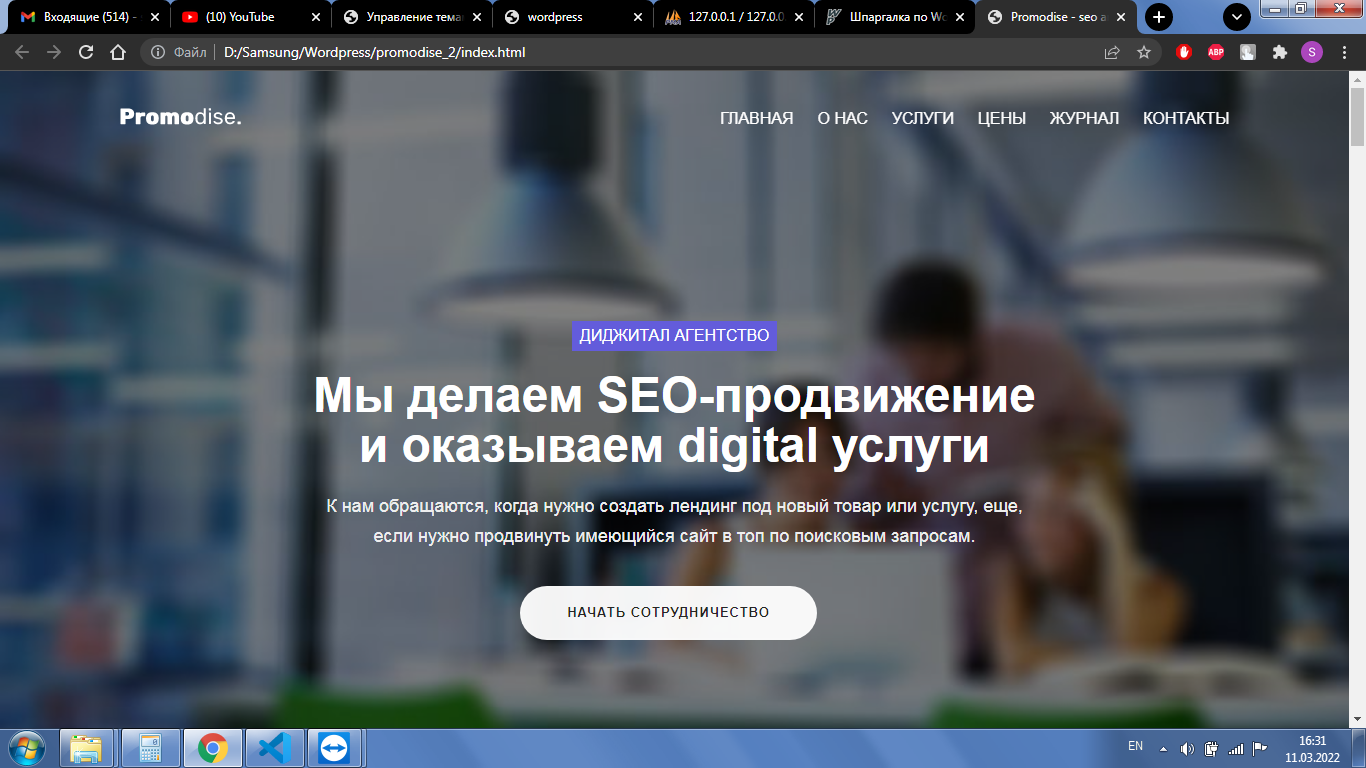 Входящие (514) -
(10) YouTube
Управление тема
wordpress
127.0.0.1 / 127.0.0
Шпаргалка по Wo
Promodise - seo a
Файл
D:/Samsung/Wordpress/promodise_2/index.html
ABP
S
Promodise.
ГЛАВНАЯ О НАС УСЛУГИ ЦЕНЫ ЖУРНАЛ КОНТАКТЫ
ДИДЖИТАЛ АГЕНТСТВО
Мы делаем SEO-продвижение
и оказываем digital услуги
К нам обращаются, когда нужно создать лендинг под новый товар или услугу, еще,
если нужно продвинуть имеющийся сайт в топ по поисковым запросам.
НАЧАТЬ СОТРУДНИЧЕСТВО
EN
16:31
11.03.2022